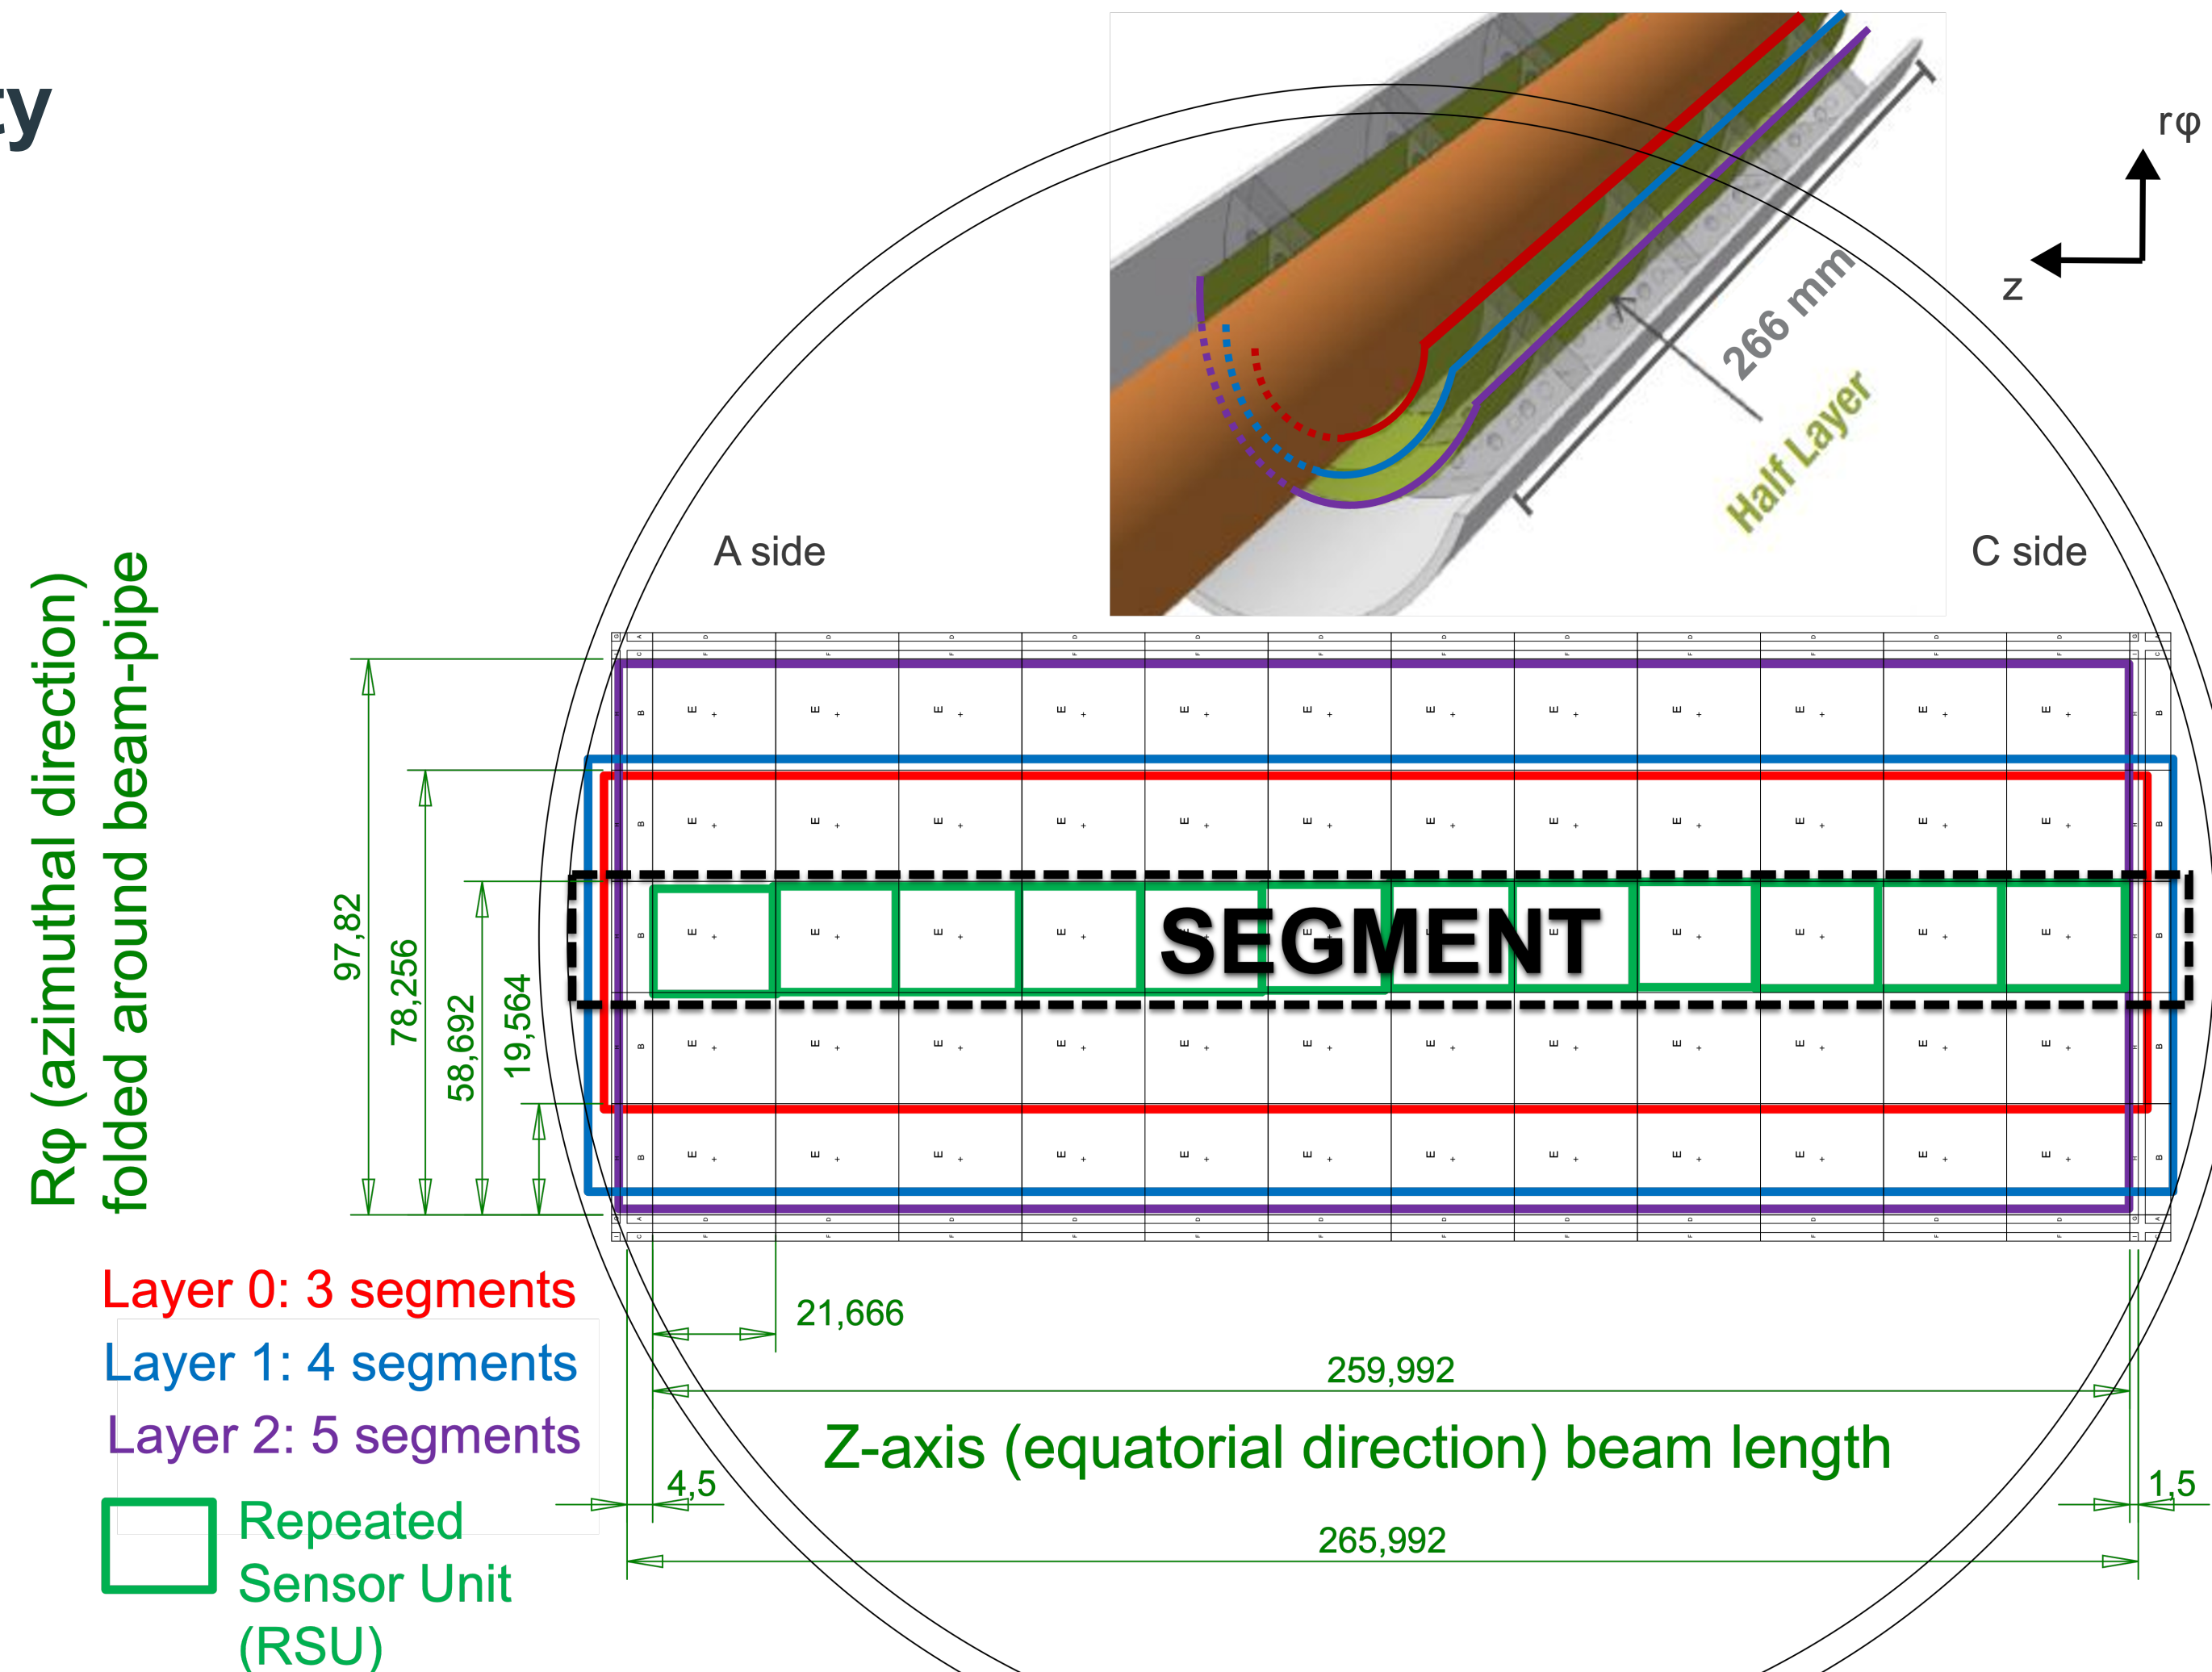 ty
rφ
z
266 mm
Half Layer
A side
C side
Rφ (azimuthal direction)
folded around beam-pipe
97,82
78,256
58,692
19,564
E E E E E E E E E E E E
B E E E E E E E E E E E E B
SEGMENT
B E E E E E E E E E E E E B
B E E E E E E E E E E E E B
Layer 0: 3 segments
Layer 1: 4 segments
Layer 2: 5 segments
Repeated
Sensor Unit
(RSU)
21,666
259,992
Z-axis (equatorial direction) beam length
4,5
1,5
265,992